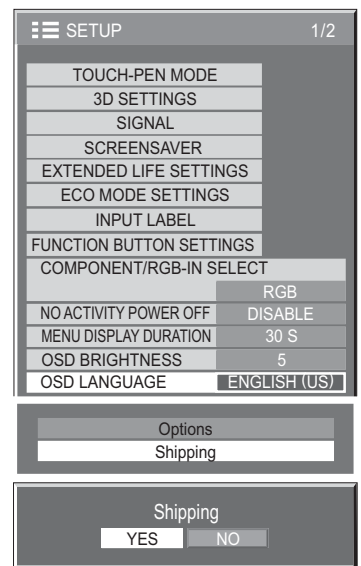 SETUP 1/2
TOUCH-PEN MODE
3D SETTINGS
SIGNAL
SCREENSAVER
EXTENDED LIFE SETTINGS
ECO MODE SETTINGS
INPUT LABEL
FUNCTION BUTTON SETTINGS
COMPONENT/RGB-IN SELECT
RGB
NO ACTIVITY POWER OFF DISABLE
MENU DISPLAY DURATION 30 S
OSD BRIGHTNESS 5
OSD LANGUAGE ENGLISH (US)
Options
Shipping
Shipping
YES NO